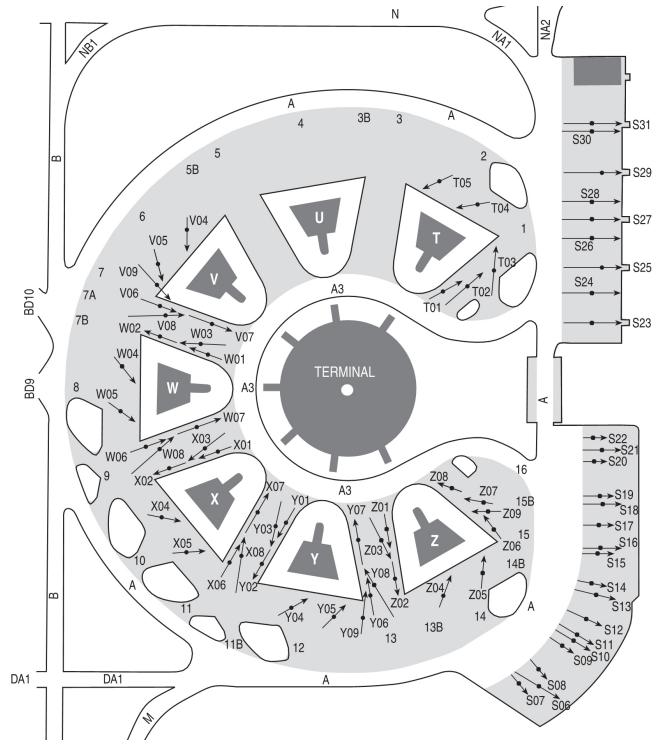 N
NA2
NA1
NB1
A
A
3B
3
4
5
5B
2
S31
S30
T05
S29
T04
S28
6
V04
U
T
1
S27
V05
S26
V09
V
T03
S25
7
BD10
V06
7A
A3
T02
S24
T01
7B
W02
V08
W03
V07
S23
W04
W01
TERMINAL
B
BD9
A3
W
A
8
W05
W07
S22
X03
X01
S21
W06
W08
S20
16
9
X02
Z08
X07
A3
Z07
S19
X
Y01
Z01
15B
S18
X04
Y07
Z09
S17
Y03
Z
15
X05
Z03
Z06
S16
10
X08
Y
Y08
14B
S15
X06
Y02
Z04
Z05
S14
A
Z02
A
S13
11
Y04
Y05
Y06
14
S12
Y09
13
13B
B
11B
12
S11
S10
S09
DA1
DA1
A
S08
S07
S06
M